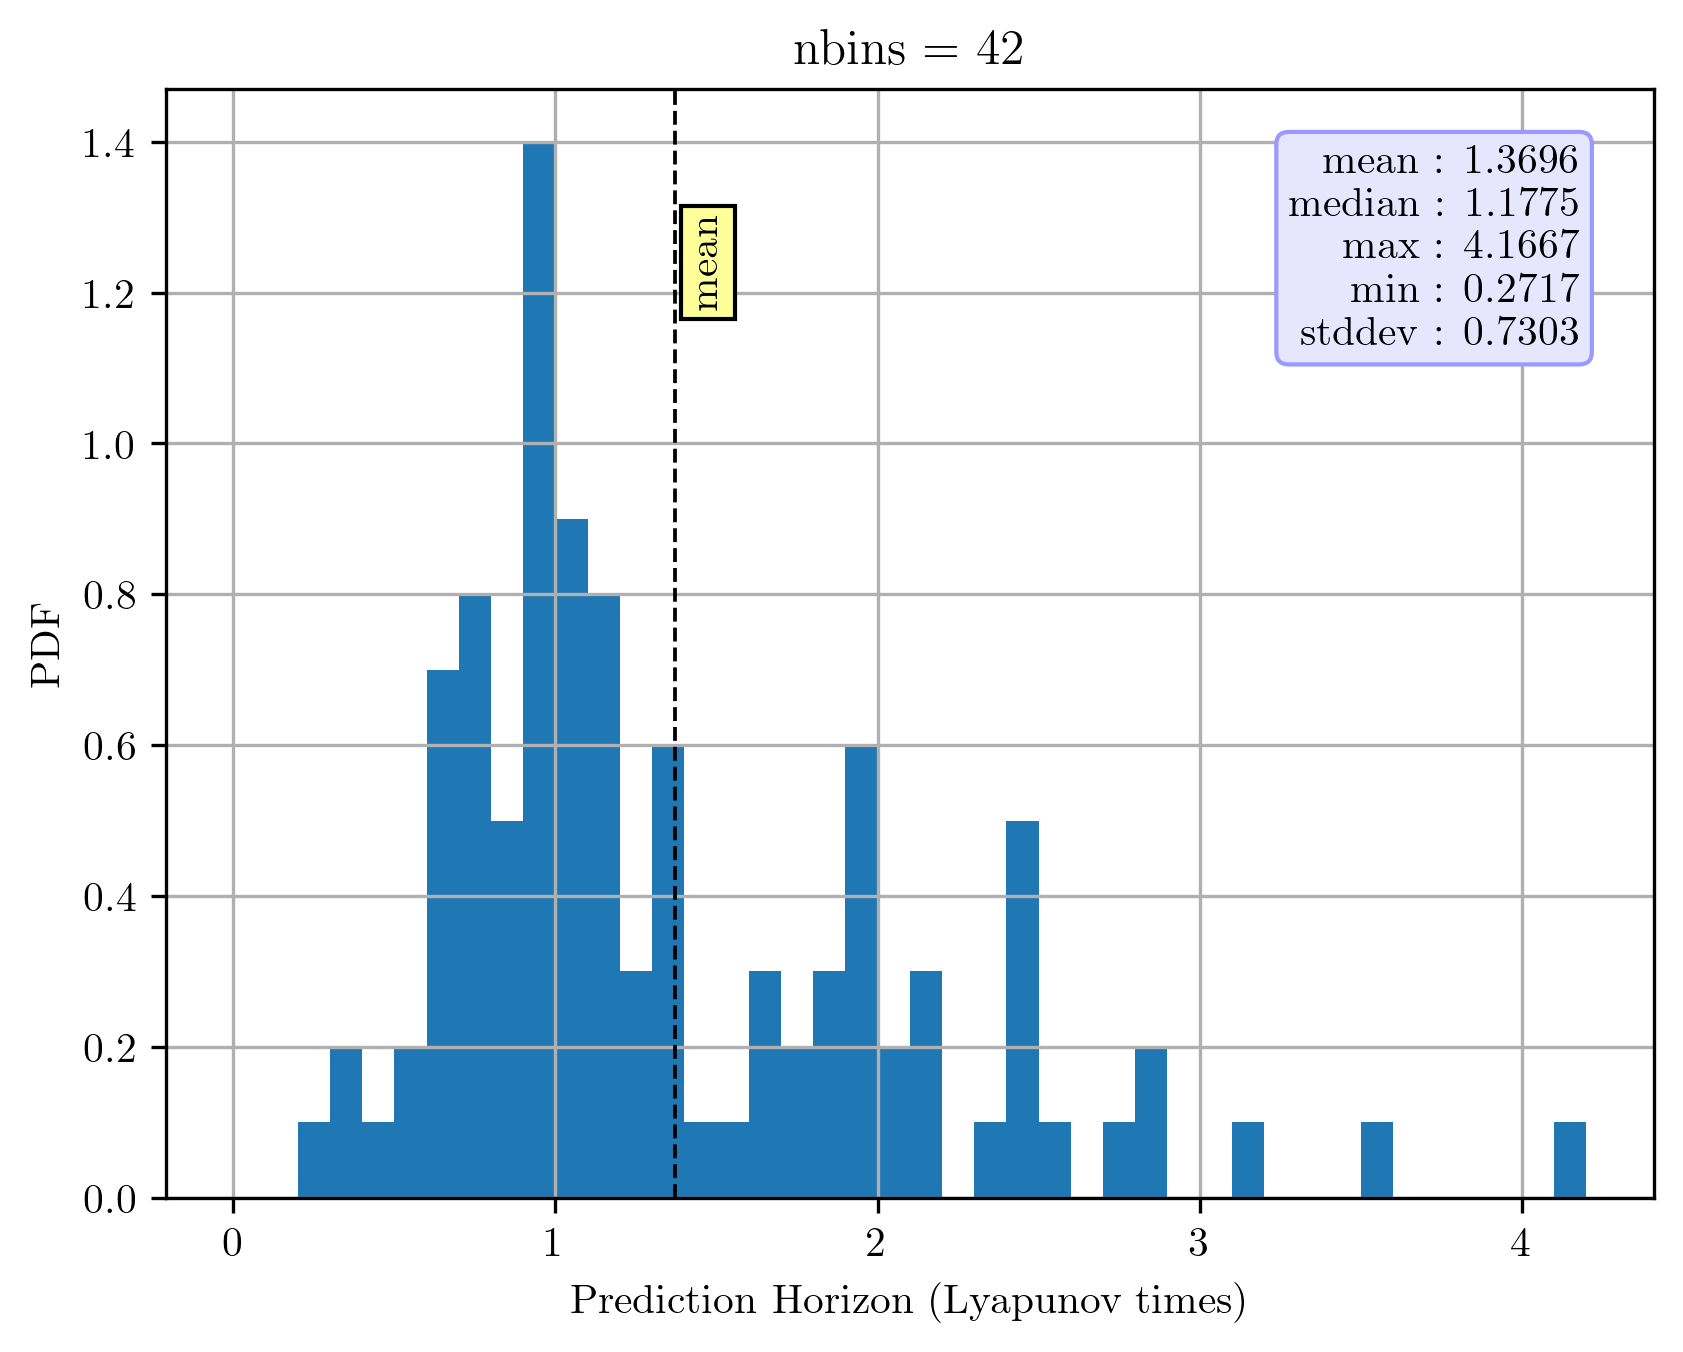 nbins = 42
1.4
1.2
1.0
0.8
0.6
0.4
0.2
0.0
PDF
mean
mean : 1.3696
median : 1.1775
max : 4.1667
min : 0.2717
stddev : 0.7303
0 1 2 3 4
Prediction Horizon (Lyapunov times)